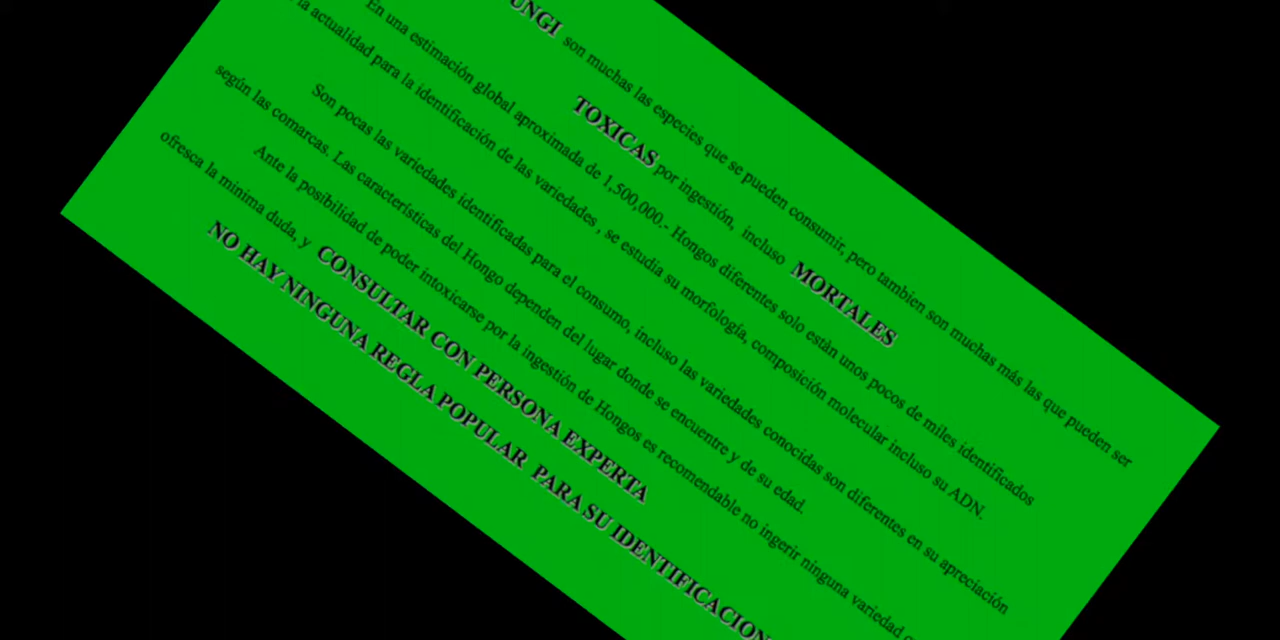 UNGI son muchas las especies que se pueden consumir, pero tambien son muchas más las que pueden ser
TOXICAS por ingestión, incluso MORTALES
En una estimación global aproximada de 1,500,000.- Hongos diferentes solo estàn unos pocos de miles identificados
la actualidad para la identificación de las variedades , se estudia su morfología, composición molecular incluso su ADN.
Son pocas las variedades identificadas para el consumo, incluso las variedades conocidas son diferentes en su apreciación
según las comarcas. Las características del Hongo dependen del lugar donde se encuentre y de su edad.
Ante la posibilidad de poder intoxicarse por la ingestión de Hongos es recomendable no ingerir ninguna variedad
ofresca la minima duda, y CONSULTAR CON PERSONA EXPERTA
NO HAY NINGUNA REGLA POPULAR PARA SU IDENTIFICACION